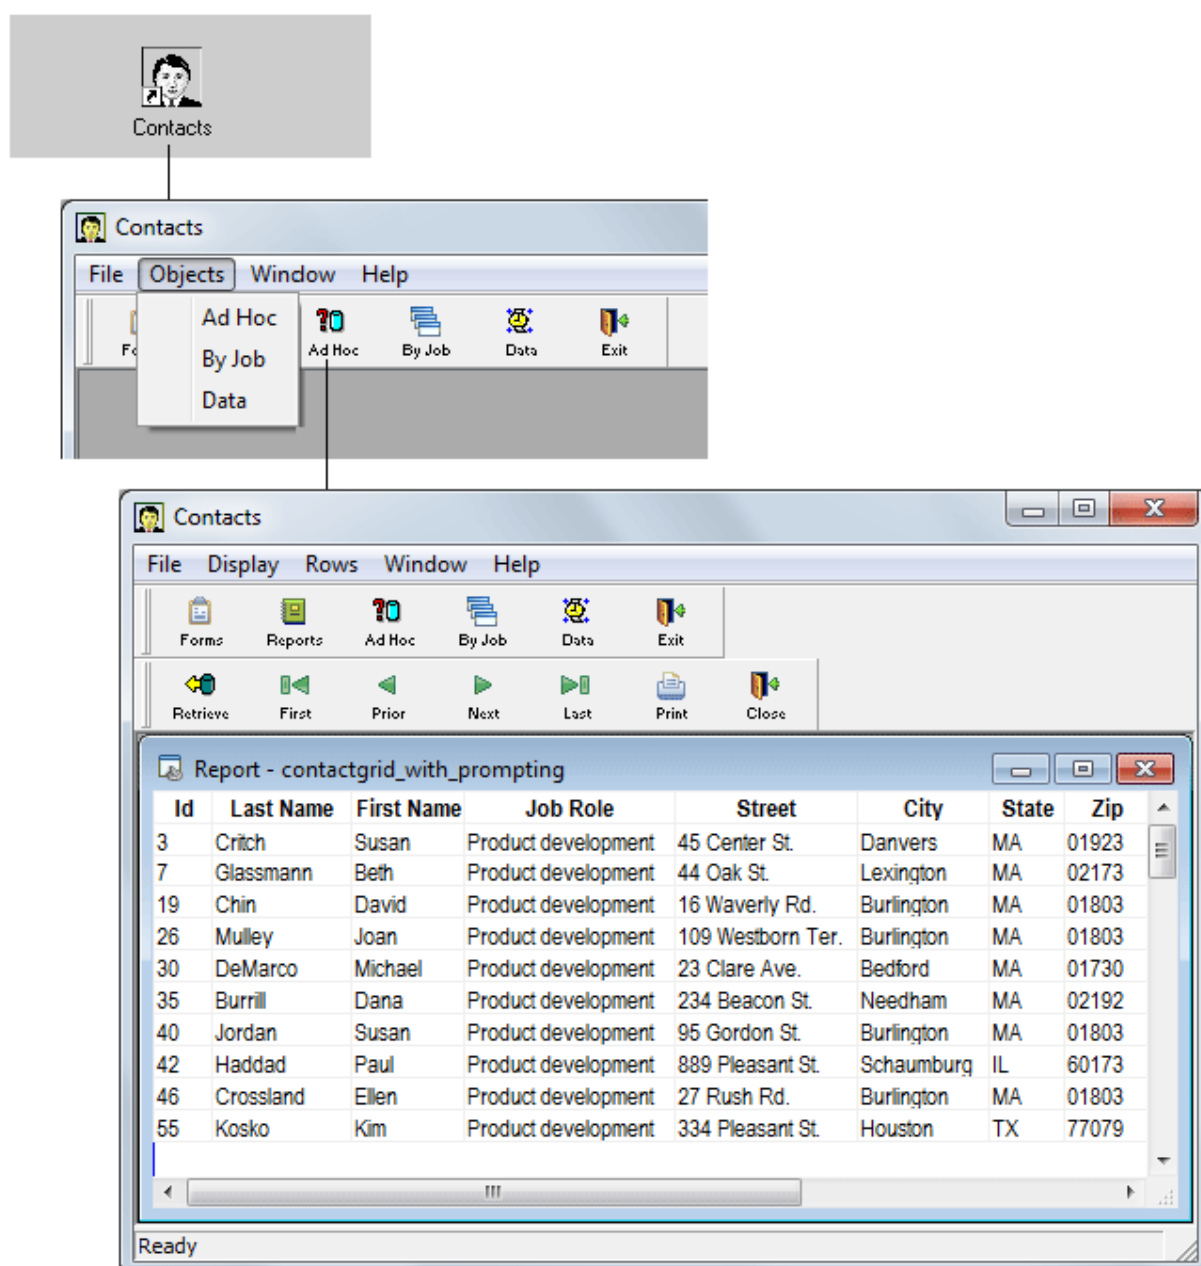 Contacts
Contacts
File Objects Window Help
Ad Hoc
By Job
Data
Ad Hoc By Job Data Exit
Contacts
File Display Rows Window Help
Forms Reports Ad Hoc By Job Data Exit
Retrieve First Prior Next Last Print Close
Report - contactgrid_with_prompting
Id Last Name First Name Job Role Street City State Zip
3 Critch Susan Product development 45 Center St. Danvers MA 01923
7 Glassmann Beth Product development 44 Oak St. Lexington MA 02173
19 Chin David Product development 16 Waverly Rd. Burlington MA 01803
26 Mulley Joan Product development 109 Westborn Ter. Burlington MA 01803
30 DeMarco Michael Product development 23 Clare Ave. Bedford MA 01730
35 Burrill Dana Product development 234 Beacon St. Needham MA 02192
40 Jordan Susan Product development 95 Gordon St. Burlington MA 01803
42 Haddad Paul Product development 889 Pleasant St. Schaumburg IL 60173
46 Crossland Ellen Product development 27 Rush Rd. Burlington MA 01803
55 Kosko Kim Product development 334 Pleasant St. Houston TX 77079
Ready